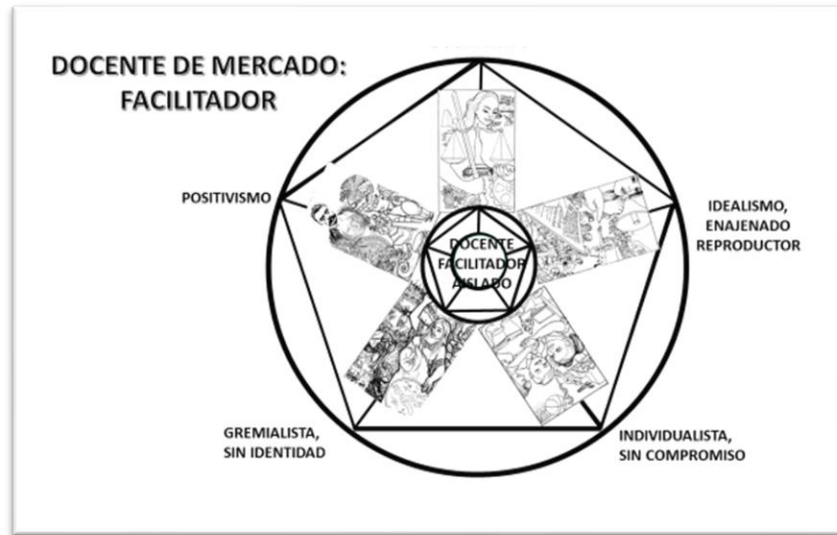 DOCENTE DE MERCADO:
FACILITADOR
POSITIVISMO
IDEALISMO,
ENAJENADO
REPRODUCTOR
DOCENTE
FACILITADOR
AISLADO
GREMIALISTA,
SIN IDENTIDAD
INDIVIDUALISTA,
SIN COMPROMISO